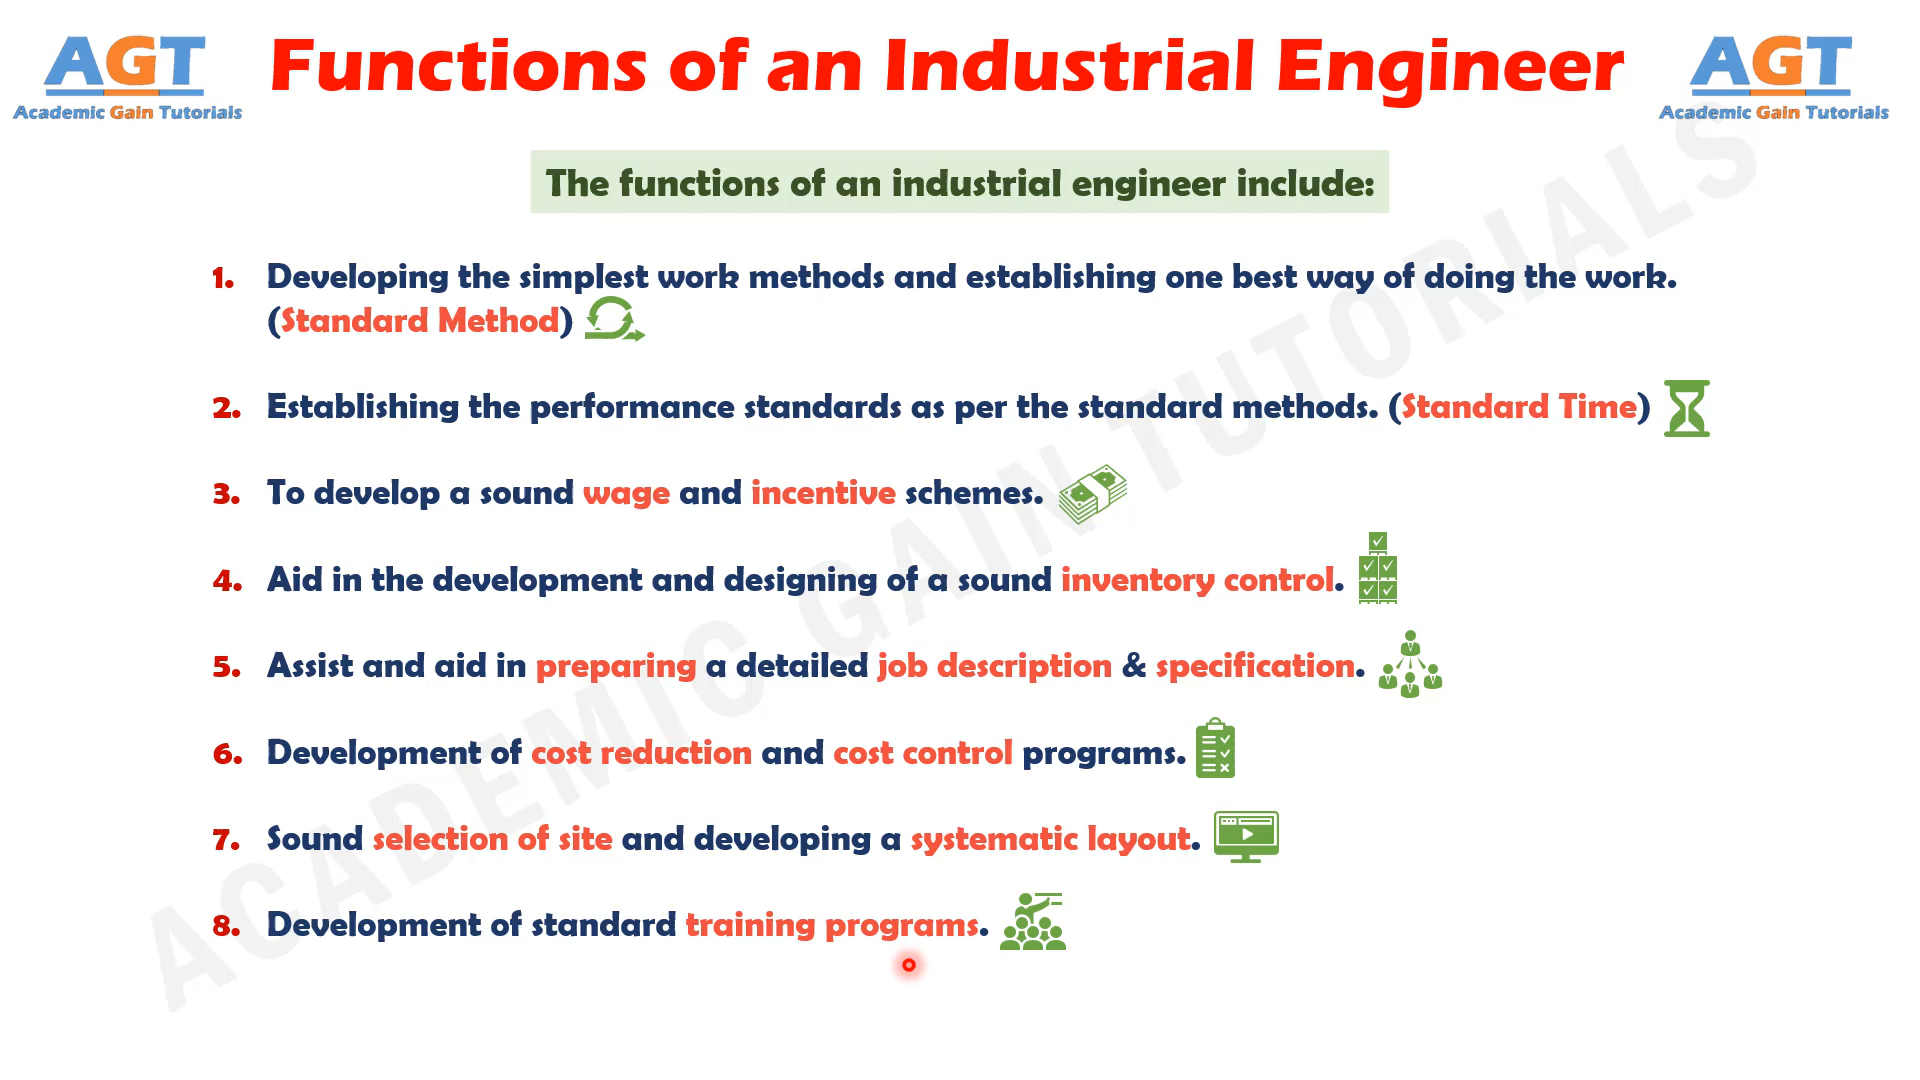 AGT
Academic Gain Tutorials
Functions of an Industrial Engineer
AGT
Academic Gain Tutorials
The functions of an industrial engineer include:
1. Developing the simplest work methods and establishing one best way of doing the work.
(Standard Method)
2. Establishing the performance standards as per the standard methods. (Standard Time)
3. To develop a sound wage and incentive schemes.
4. Aid in the development and designing of a sound inventory control.
5. Assist and aid in preparing a detailed job description & specification.
6. Development of cost reduction and cost control programs.
7. Sound selection of site and developing a systematic layout.
8. Development of standard training programs.
ACADEMIC GAIN TUTORIALS